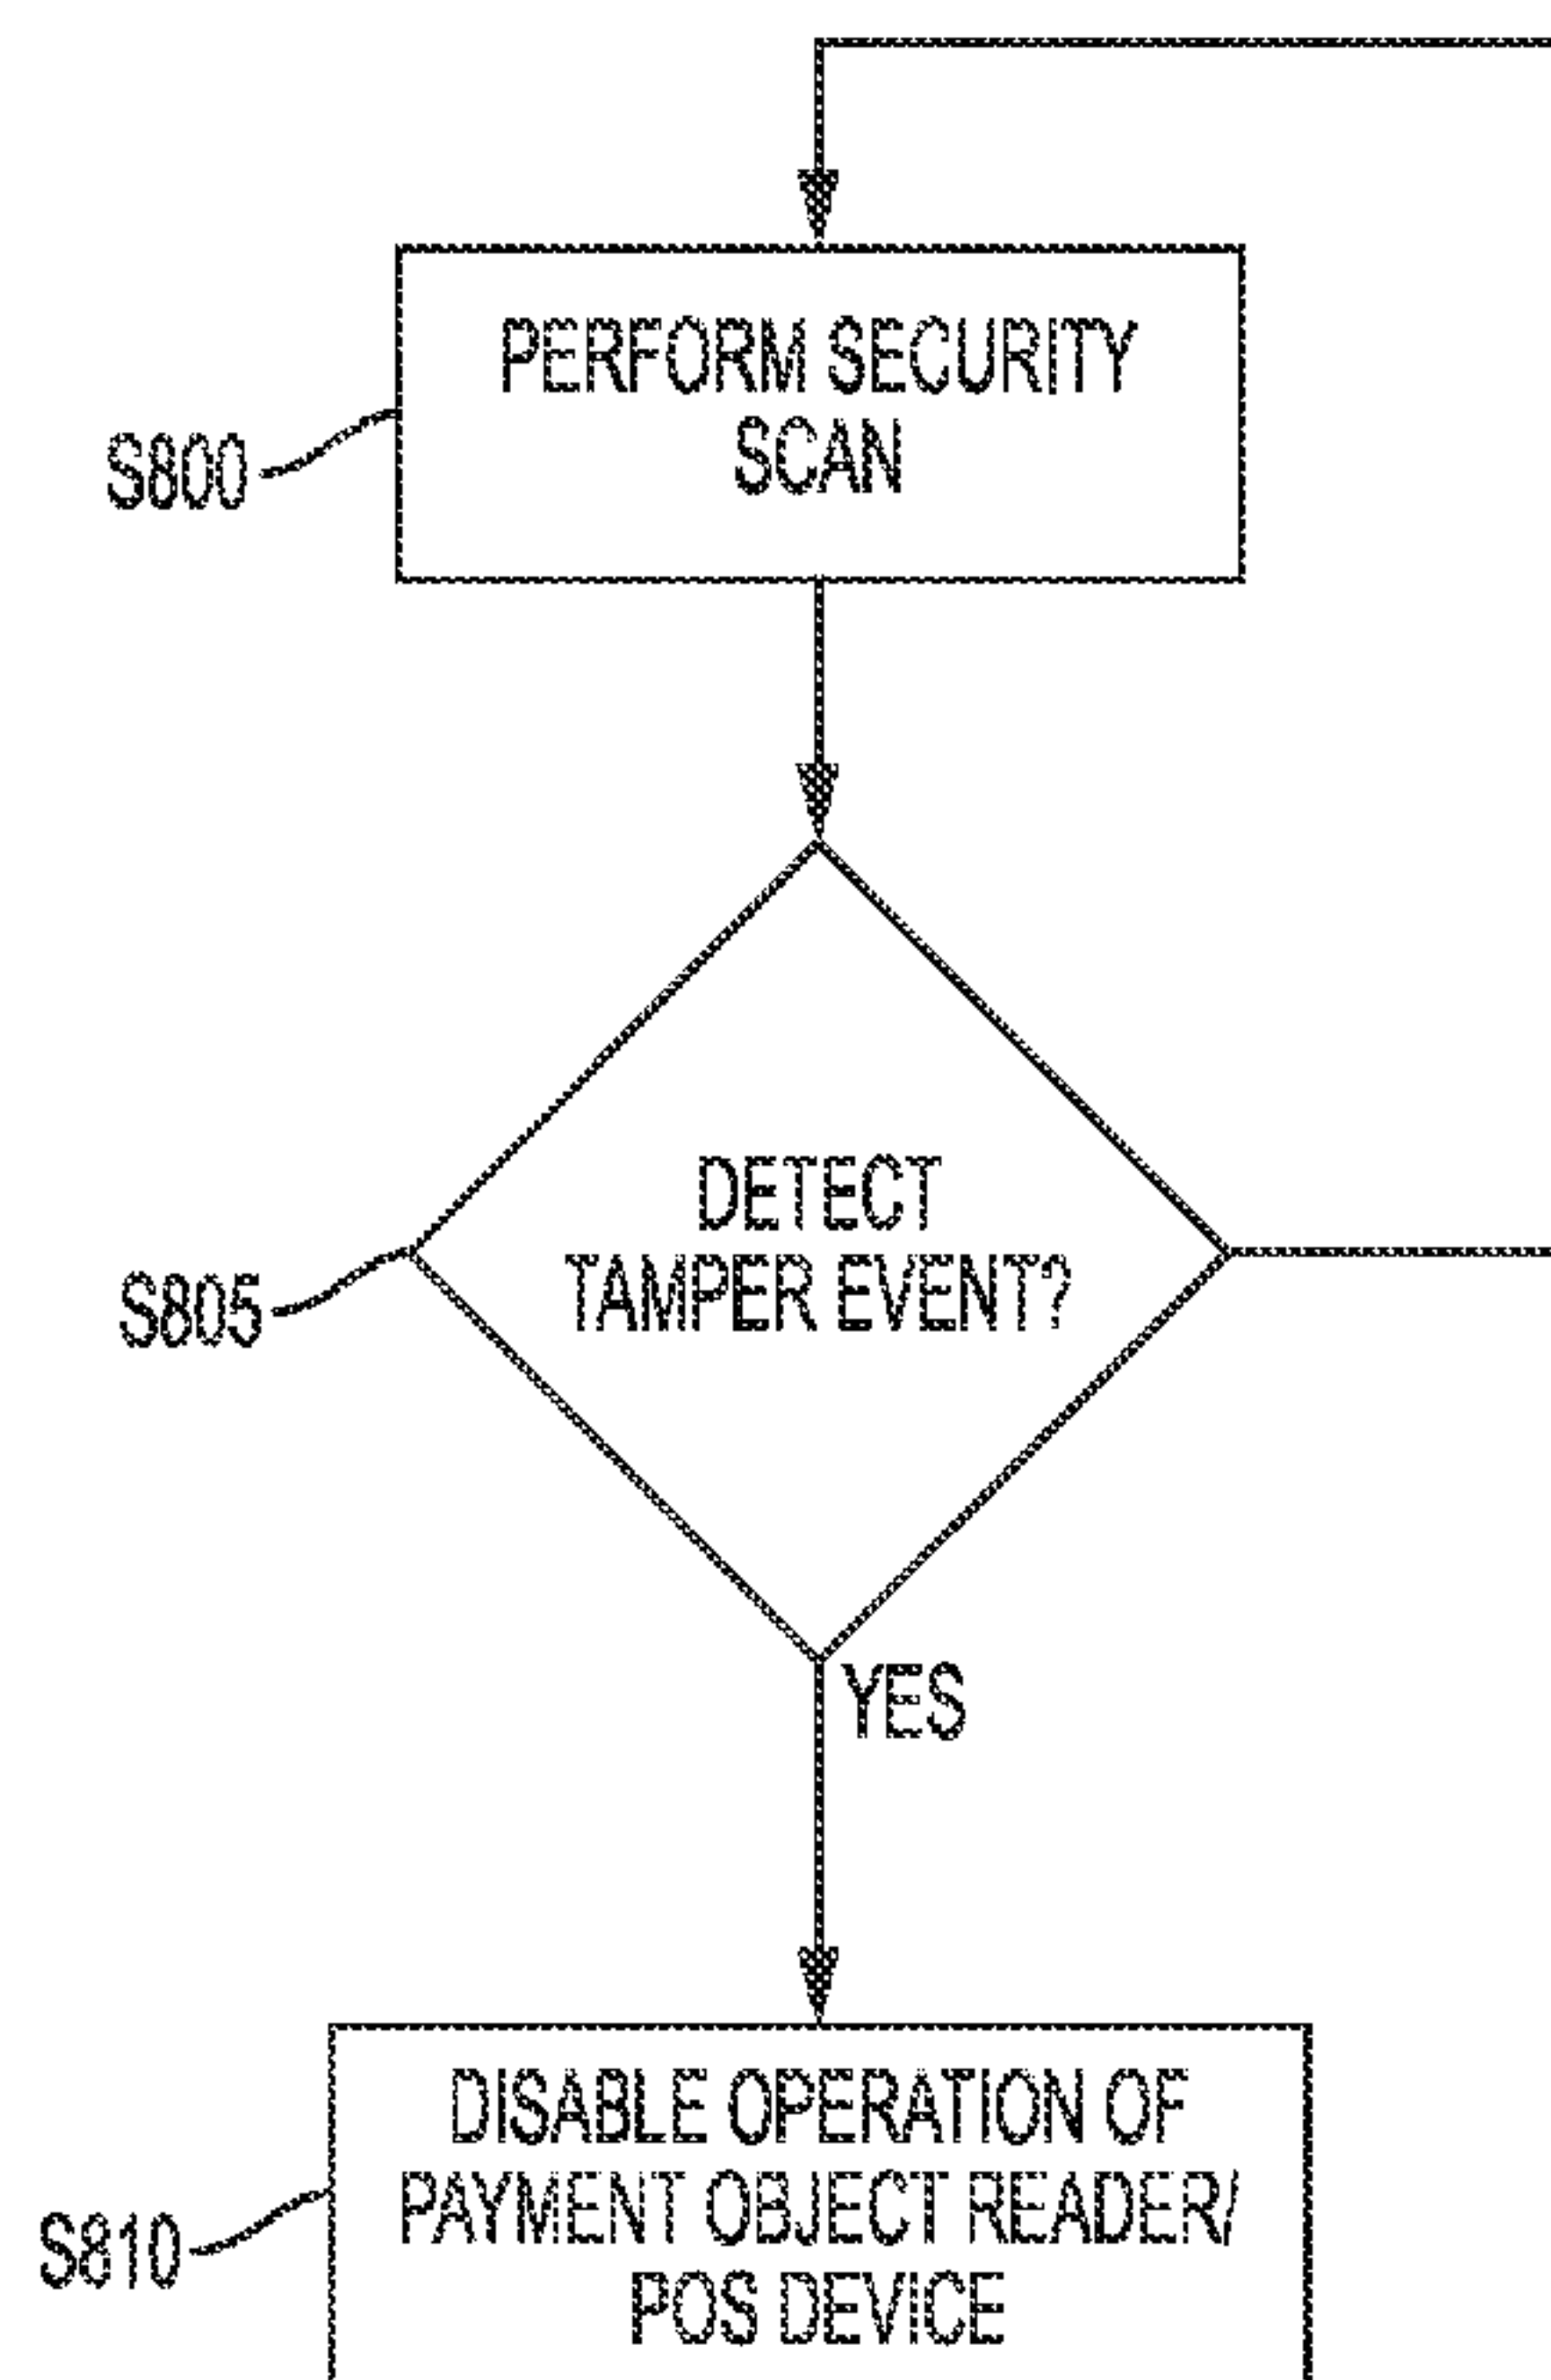 PERFORM SECURITY
SCAN
S800
DETECT
TAMPER EVENT?
S805
YES
DISABLE OPERATION OF
PAYMENT OBJECT READER/
POS DEVICE
S810